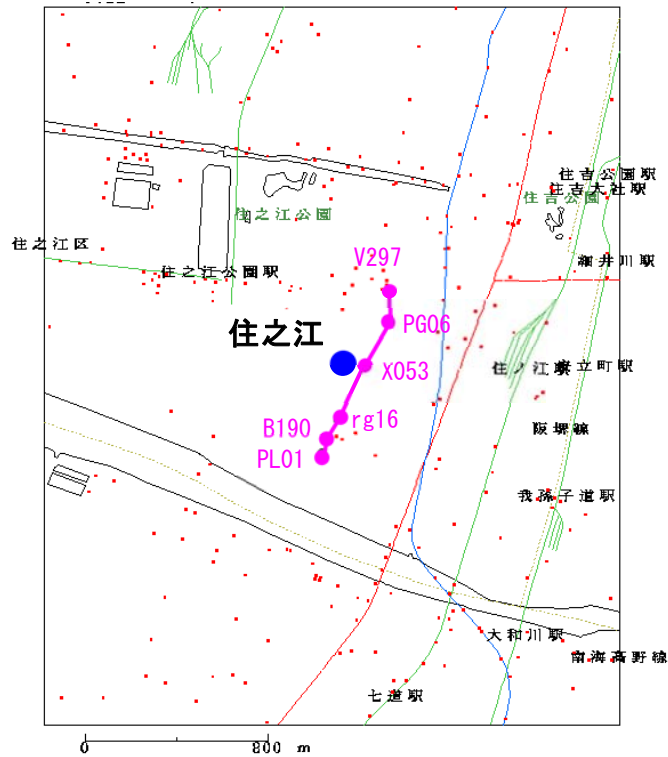 住吉公園駅
住吉大社駅
住吉公園
住之江公園
住之江区
細井川駅
住之江公園駅
V297
PG06
住之江
X053
住ノ江駅
立町駅
rg16
B190
阪堺線
PL01
我孫子道駅
大和川駅
南海高野線
七道駅
0
800 m